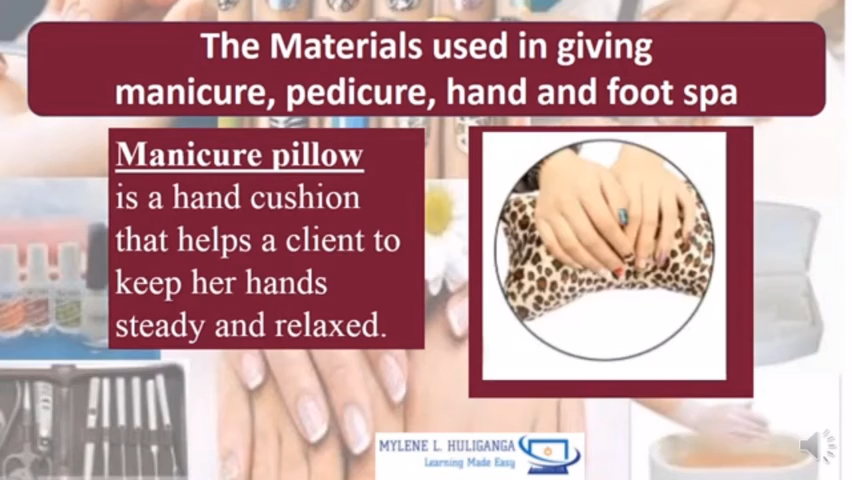 The Materials used in giving
manicure, pedicure, hand and foot spa
Manicure pillow
is a hand cushion
that helps a client to
keep her hands
steady and relaxed.
MYLENE L. HULIGANGA
Learning Made Easy